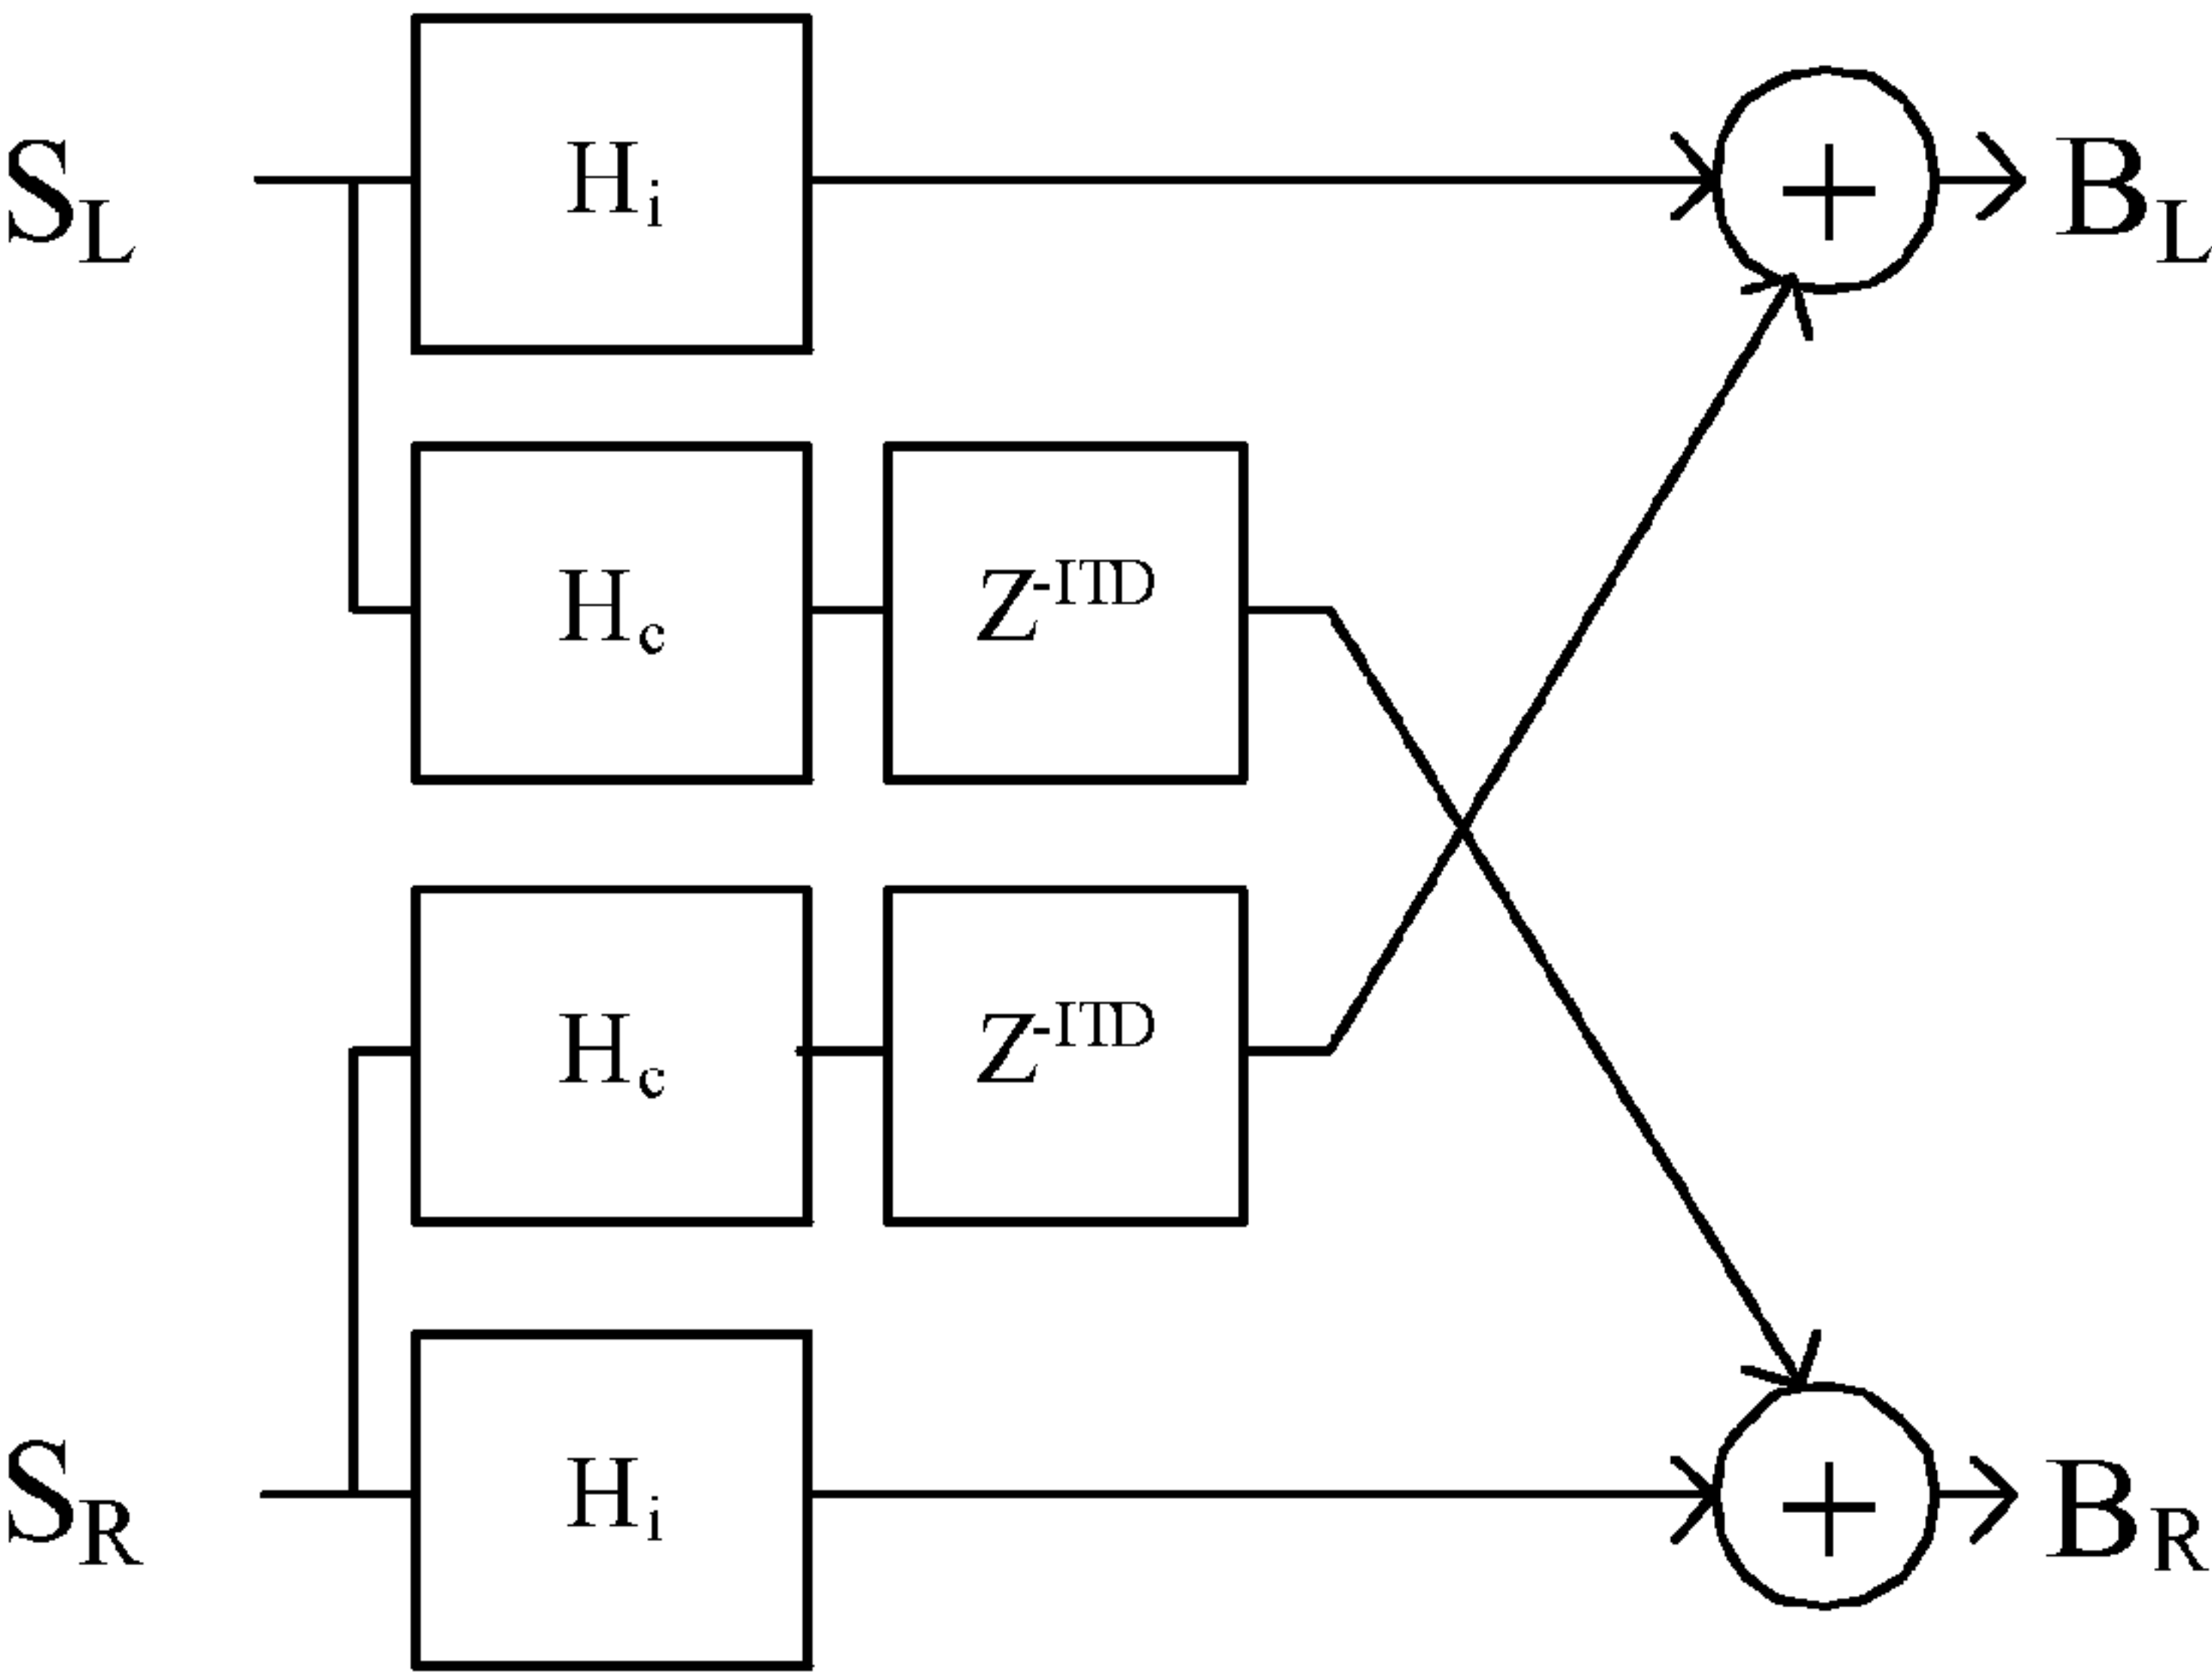 S_L
H_i
+
B_L
H_c
Z^-ITD
H_c
Z^-ITD
S_R
H_i
+
B_R